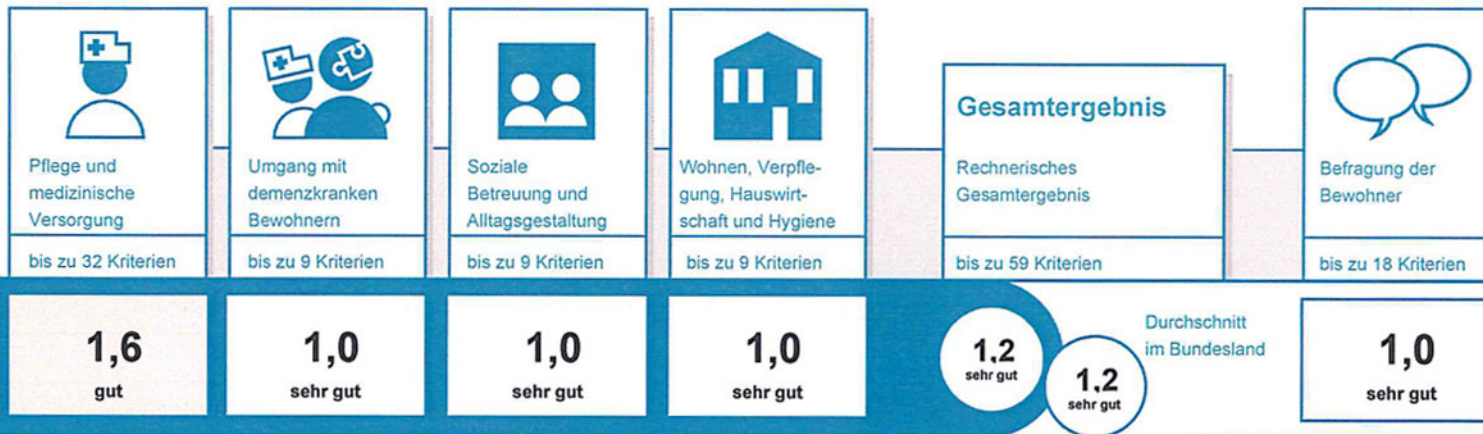 Pflege und
medizinische
Versorgung
bis zu 32 Kriterien
1,6
gut
Umgang mit
demenzkranken
Bewohnern
bis zu 9 Kriterien
1,0
sehr gut
Soziale
Betreuung und
Alltagsgestaltung
bis zu 9 Kriterien
1,0
sehr gut
Wohnen, Verpfle-
gung, Hauswirt-
schaft und Hygiene
bis zu 9 Kriterien
1,0
sehr gut
Gesamtergebnis
Rechnerisches
Gesamtergebnis
bis zu 59 Kriterien
1,2
sehr gut
Durchschnitt
im Bundesland
1,2
sehr gut
Befragung der
Bewohner
bis zu 18 Kriterien
1,0
sehr gut